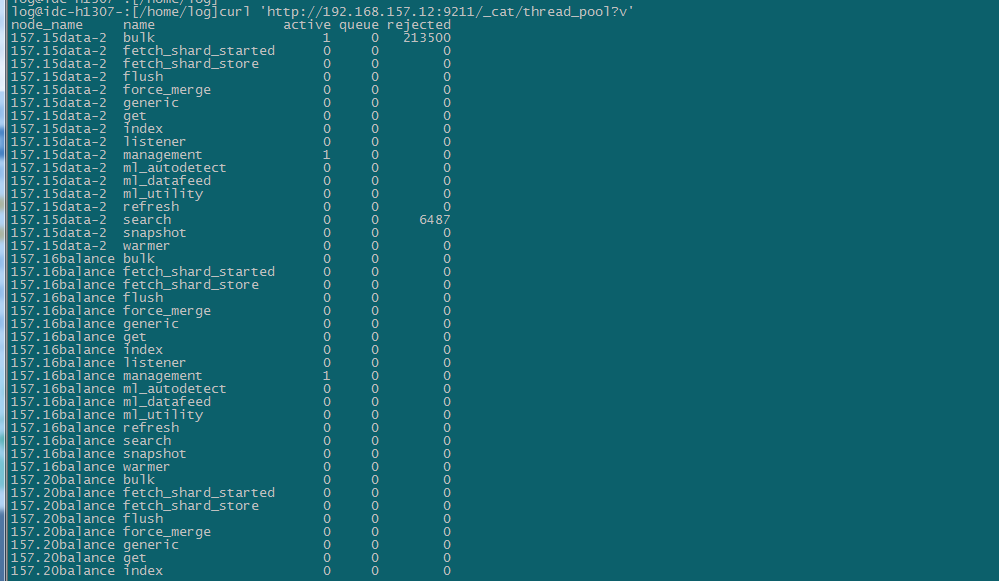 log@idc-h1307-:[/home/log]
log@idc-h1307-:[/home/log]curl 'http://192.168.157.12:9211/_cat/thread_pool?v'
node_name name active queue rejected
157.15data-2 bulk 1 0 213500
157.15data-2 fetch_shard_started 0 0 0
157.15data-2 fetch_shard_store 0 0 0
157.15data-2 flush 0 0 0
157.15data-2 force_merge 0 0 0
157.15data-2 generic 0 0 0
157.15data-2 get 0 0 0
157.15data-2 index 0 0 0
157.15data-2 listener 0 0 0
157.15data-2 management 1 0 0
157.15data-2 ml_autodetect 0 0 0
157.15data-2 ml_datafeed 0 0 0
157.15data-2 ml_utility 0 0 0
157.15data-2 refresh 0 0 0
157.15data-2 search 0 0 6487
157.15data-2 snapshot 0 0 0
157.15data-2 warmer 0 0 0
157.16balance bulk 0 0 0
157.16balance fetch_shard_started 0 0 0
157.16balance fetch_shard_store 0 0 0
157.16balance flush 0 0 0
157.16balance force_merge 0 0 0
157.16balance generic 0 0 0
157.16balance get 0 0 0
157.16balance index 0 0 0
157.16balance listener 0 0 0
157.16balance management 1 0 0
157.16balance ml_autodetect 0 0 0
157.16balance ml_datafeed 0 0 0
157.16balance ml_utility 0 0 0
157.16balance refresh 0 0 0
157.16balance search 0 0 0
157.16balance snapshot 0 0 0
157.16balance warmer 0 0 0
157.20balance bulk 0 0 0
157.20balance fetch_shard_started 0 0 0
157.20balance fetch_shard_store 0 0 0
157.20balance flush 0 0 0
157.20balance force_merge 0 0 0
157.20balance generic 0 0 0
157.20balance get 0 0 0
157.20balance index 0 0 0